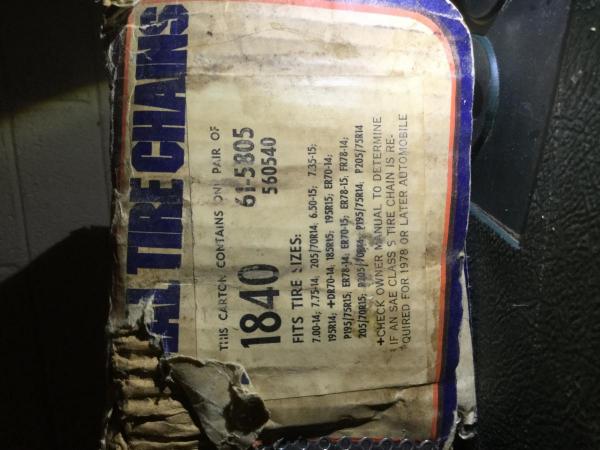 AL TIRE CHAINS
THIS CARTON CONTAINS ONE PAIR OF
1840 61-5805
560540
FITS TIRE SIZES:
7.00-14; 7.75-14; 205/70R14; 6.50-15; 7.35-15;
195R14; +DR70-14; 185R15; 195R15; ER70-14;
P195/75R15; ER78-14; ER70-15; ER78-15; FR78-14;
205/70R15; P205/70R14; P195/75R14, P205/75R14
+CHECK OWNER MANUAL TO DETERMINE
IF AN SAE CLASS S TIRE CHAIN IS RE-
QUIRED FOR 1978 OR LATER AUTOMOBILE